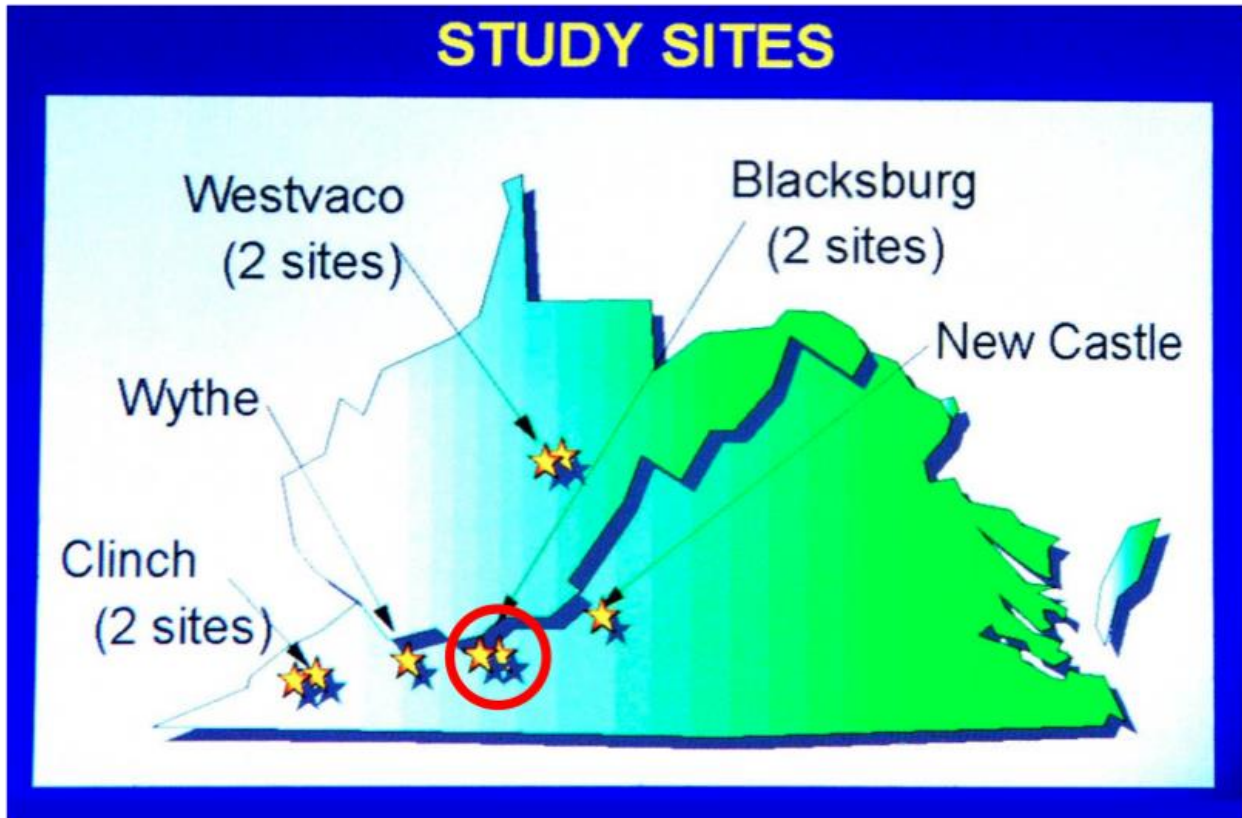 STUDY SITES
Westvaco
(2 sites)
Blacksburg
(2 sites)
New Castle
Wythe
Clinch
(2 sites)